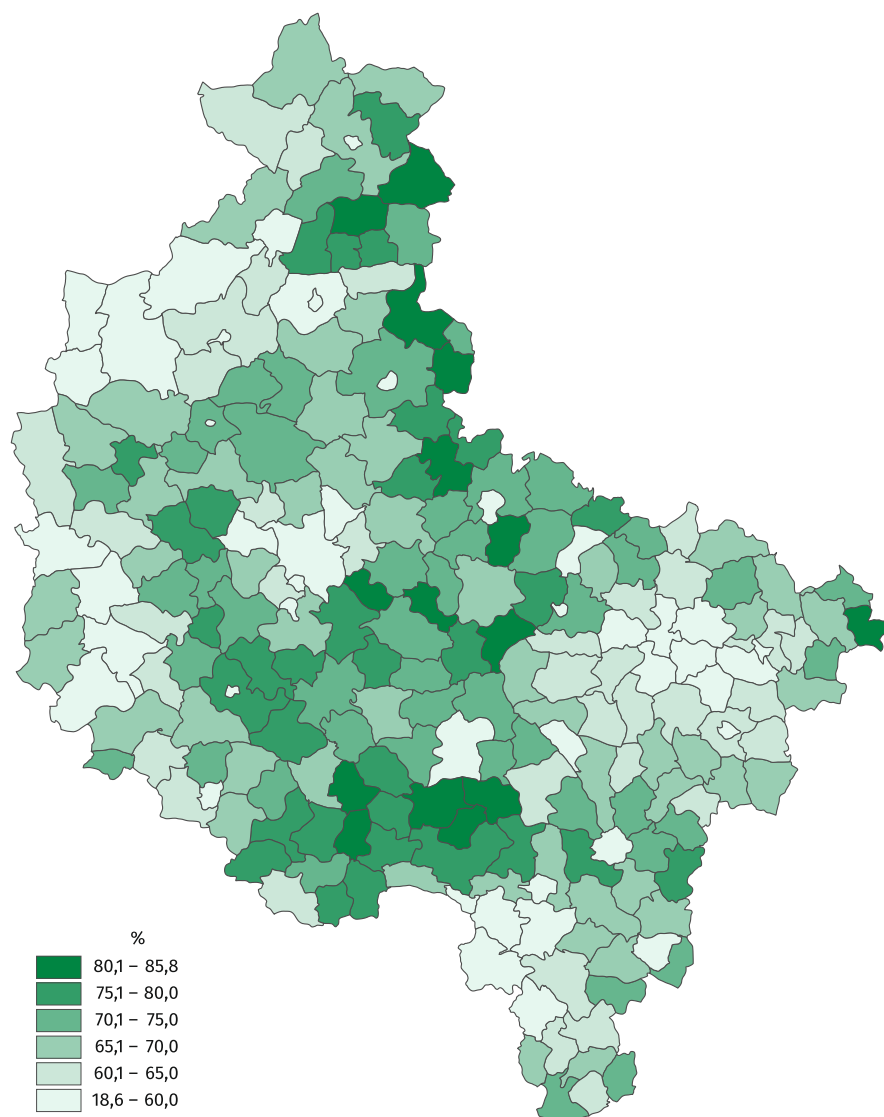 %
80,1 – 85,8
75,1 – 80,0
70,1 – 75,0
65,1 – 70,0
60,1 – 65,0
18,6 – 60,0